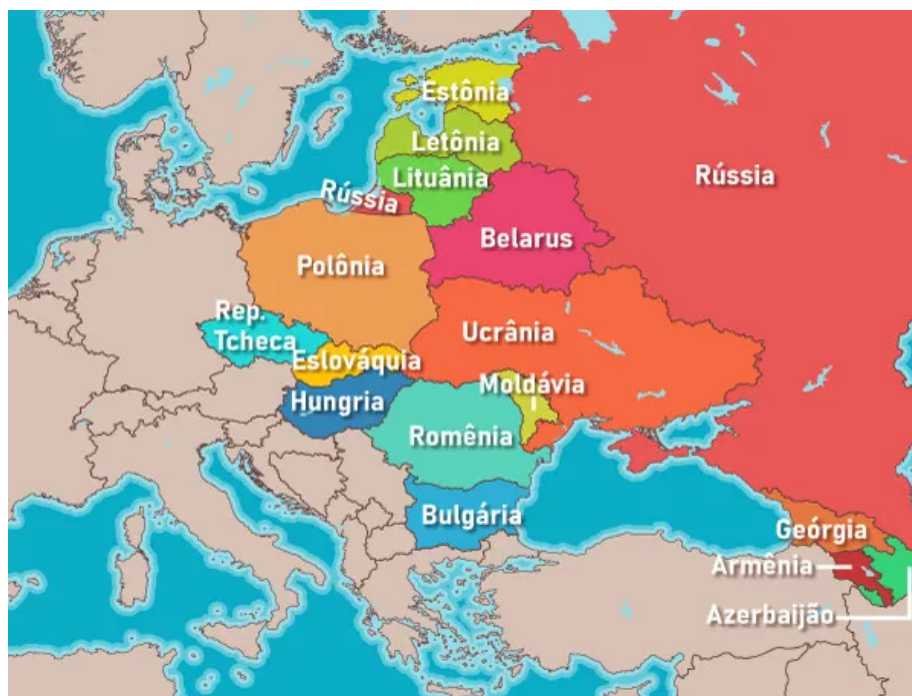 Estônia
Letônia
Lituânia
Rússia
Rússia
Belarus
Polônia
Rep.
Tcheca
Ucrânia
Eslováquia
Moldávia
Hungria
Romênia
Bulgária
Geórgia
Armênia
Azerbaijão